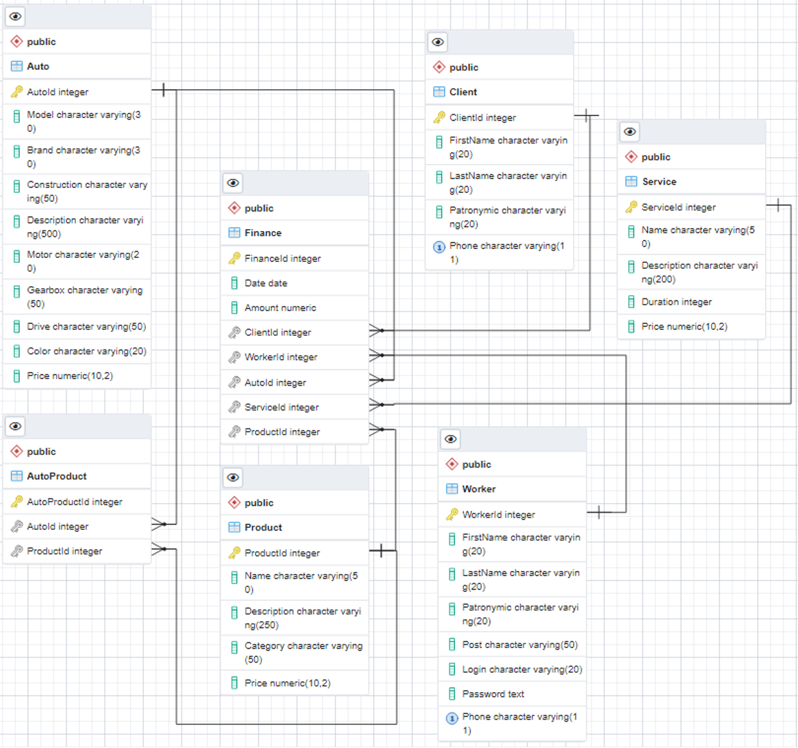 public
Auto
AutoId integer
Model character varying(3
0)
Brand character varying(3
0)
Construction character vary
ing(50)
Description character varyi
ng(500)
Motor character varying(2
0)
Gearbox character varying
(50)
Drive character varying(50)
Color character varying(20)
Price numeric(10,2)
public
AutoProduct
AutoProductId integer
AutoId integer
ProductId integer
public
Finance
FinanceId integer
Date date
Amount numeric
ClientId integer
WorkerId integer
AutoId integer
ServiceId integer
ProductId integer
public
Product
ProductId integer
Name character varying(5
0)
Description character varyi
ng(250)
Category character varying
(50)
Price numeric(10,2)
public
Client
ClientId integer
FirstName character varyin
g(20)
LastName character varyin
g(20)
Patronymic character varyi
ng(20)
1
Phone character varying(1
1)
public
Worker
WorkerId integer
FirstName character varyin
g(20)
LastName character varyin
g(20)
Patronymic character varyi
ng(20)
Post character varying(50)
Login character varying(20)
Password text
1
Phone character varying(1
1)
public
Service
ServiceId integer
Name character varying(5
0)
Description character varyi
ng(200)
Duration integer
Price numeric(10,2)